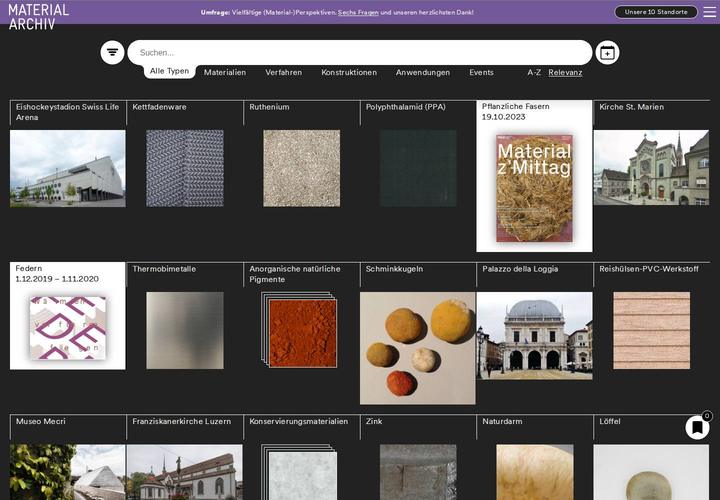 MATERIAL
ARCHIV
Umfrage: Vielfältige (Material-)Perspektiven. Sechs Fragen und unseren herzlichsten Dank!
Unsere 10 Standorte
Suchen...
Alle Typen
Materialien
Verfahren
Konstruktionen
Anwendungen
Events
A-Z
Relevanz
Eishockeystadion Swiss Life
Arena
Kettfadenware
Ruthenium
Polyphthalamid (PPA)
Pflanzliche Fasern
19.10.2023
Material
z'Mittag
Kirche St. Marien
Federn
1.12.2019 – 1.11.2020
Thermobimetalle
Anorganische natürliche
Pigmente
Schminkkugeln
Palazzo della Loggia
Reishülsen-PVC-Werkstoff
Museo Mecri
Franziskanerkirche Luzern
Konservierungsmaterialien
Zink
Naturdarm
Löffel
0